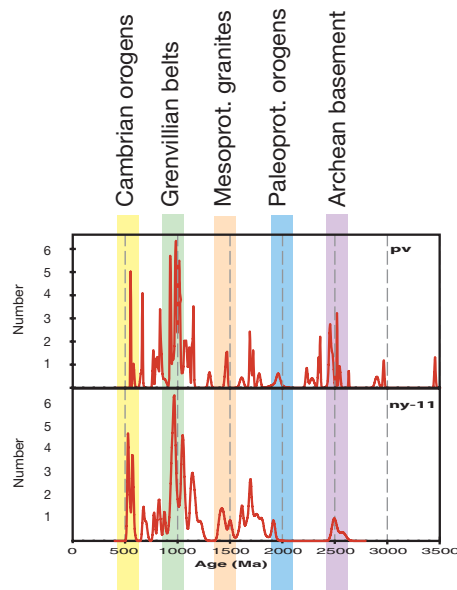 Cambrian orogens
Grenvillian belts
Mesoprot. granites
Paleoprot. orogens
Archean basement
pv
6
5
4
3
2
1
Number
ny-11
6
5
4
3
2
1
Number
0 500 1000 1500 2000 2500 3000 3500
Age (Ma)